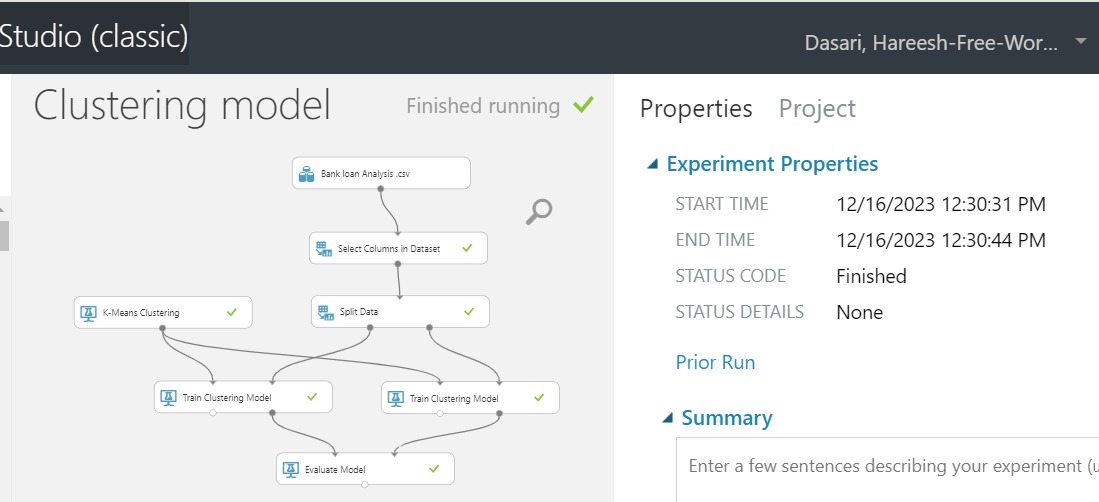 Studio (classic)
Dasari, Hareesh-Free-Wor...
Clustering model
Finished running
Bank loan Analysis .csv
Select Columns in Dataset
K-Means Clustering
Split Data
Train Clustering Model
Train Clustering Model
Evaluate Model
Properties Project
Experiment Properties
START TIME 12/16/2023 12:30:31 PM
END TIME 12/16/2023 12:30:44 PM
STATUS CODE Finished
STATUS DETAILS None
Prior Run
Summary
Enter a few sentences describing your experiment (u